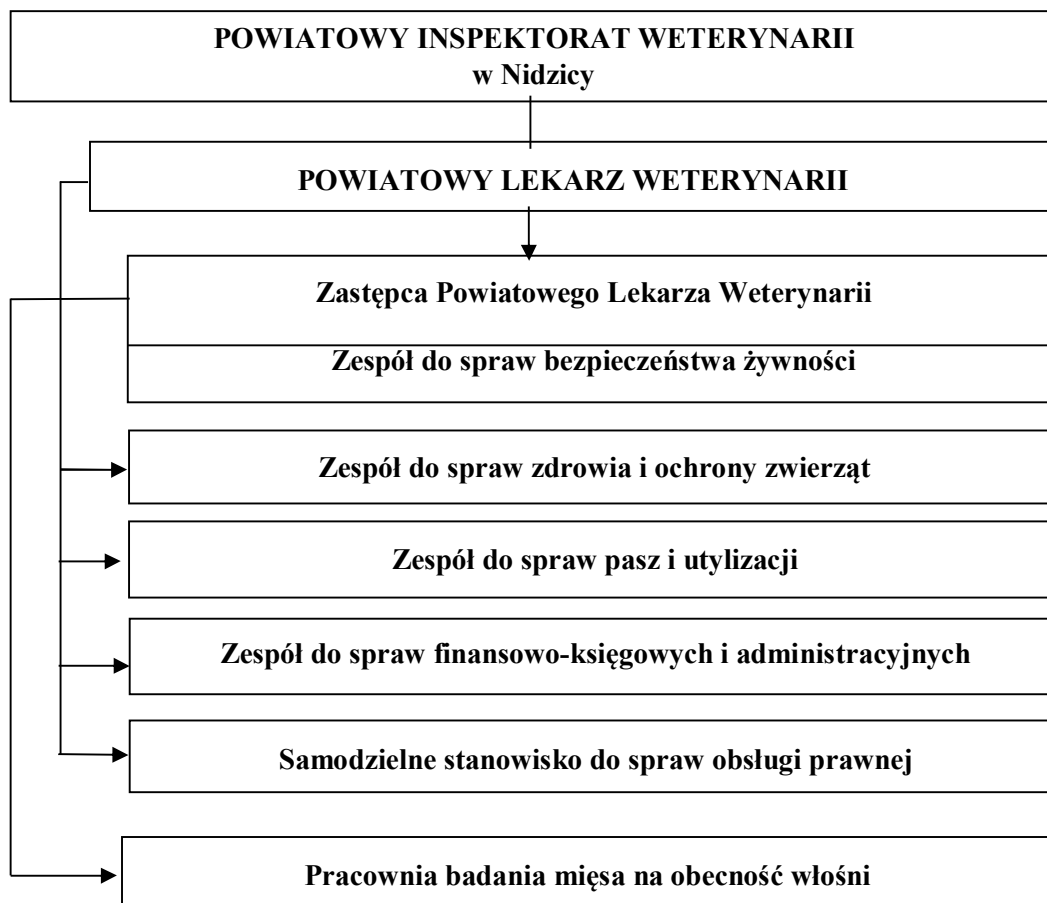 POWIATOWY INSPEKTORAT WETERYNARII
w Nidzicy
POWIATOWY LEKARZ WETERYNARII
Zastępca Powiatowego Lekarza Weterynarii
Zespół do spraw bezpieczeństwa żywności
Zespół do spraw zdrowia i ochrony zwierząt
Zespół do spraw pasz i utylizacji
Zespół do spraw finansowo-księgowych i administracyjnych
Samodzielne stanowisko do spraw obsługi prawnej
Pracownia badania mięsa na obecność włośni